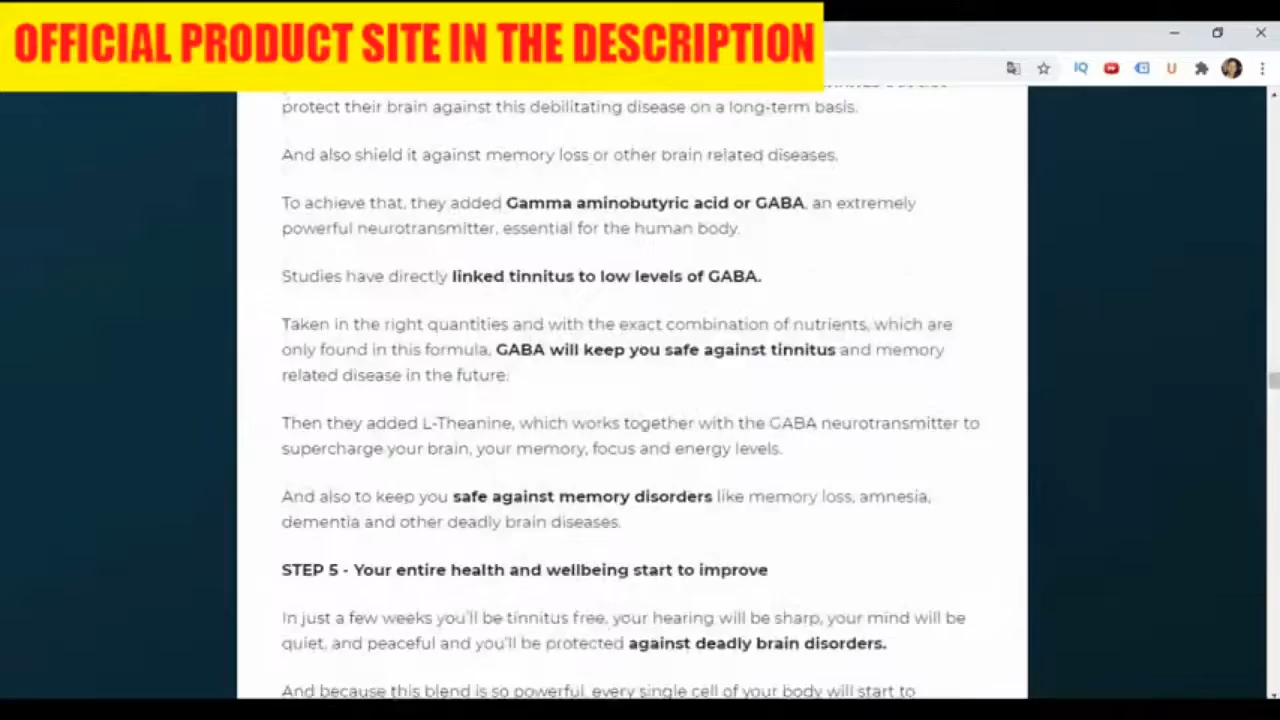 OFFICIAL PRODUCT SITE IN THE DESCRIPTION
protect their brain against this debilitating disease on a long-term basis.
And also shield it against memory loss or other brain related diseases.
To achieve that, they added Gamma aminobutyric acid or GABA, an extremely
powerful neurotransmitter, essential for the human body.
Studies have directly linked tinnitus to low levels of GABA.
Taken in the right quantities and with the exact combination of nutrients, which are
only found in this formula, GABA will keep you safe against tinnitus and memory
related disease in the future.
Then they added L-Theanine, which works together with the GABA neurotransmitter to
supercharge your brain, your memory, focus and energy levels.
And also to keep you safe against memory disorders like memory loss, amnesia,
dementia and other deadly brain diseases.
STEP 5 - Your entire health and wellbeing start to improve
In just a few weeks you'll be tinnitus free, your hearing will be sharp, your mind will be
quiet, and peaceful and you'll be protected against deadly brain disorders.
And because this blend is so powerful, every single cell of your body will start to